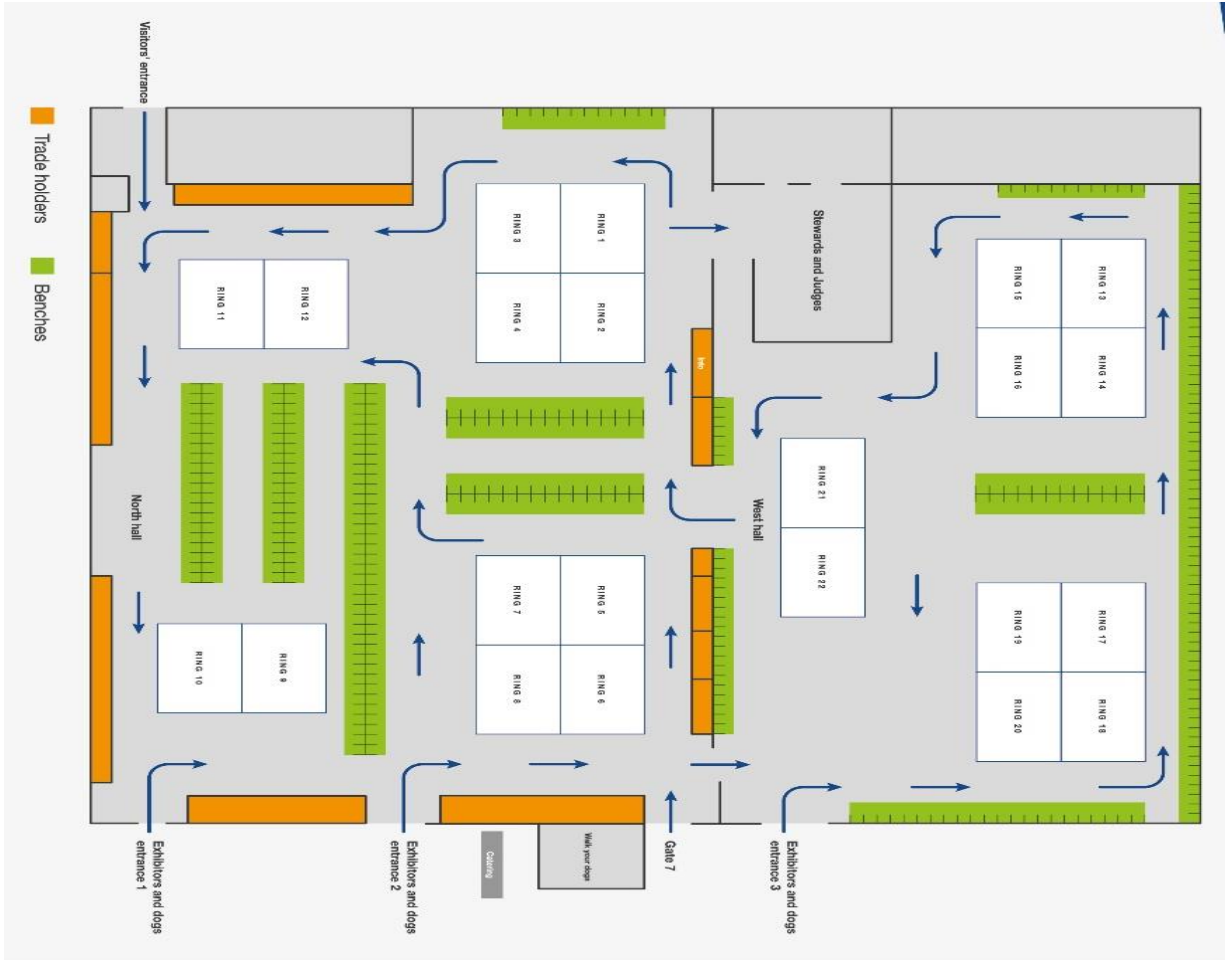 RING 13
RING 14
RING 17
RING 18
RING 15
RING 16
RING 19
RING 20
Stewards and Judges
RING 21
RING 22
Exhibitors and dogs
entrance 3
West hall
Info
Gate 7
RING 1
RING 2
RING 5
RING 6
Walk your dogs
RING 3
RING 4
RING 7
RING 8
Catering
Exhibitors and dogs
entrance 2
RING 12
RING 9
RING 11
RING 10
Exhibitors and dogs
entrance 1
Visitors' entrance
North hall
Trade holders
Benches